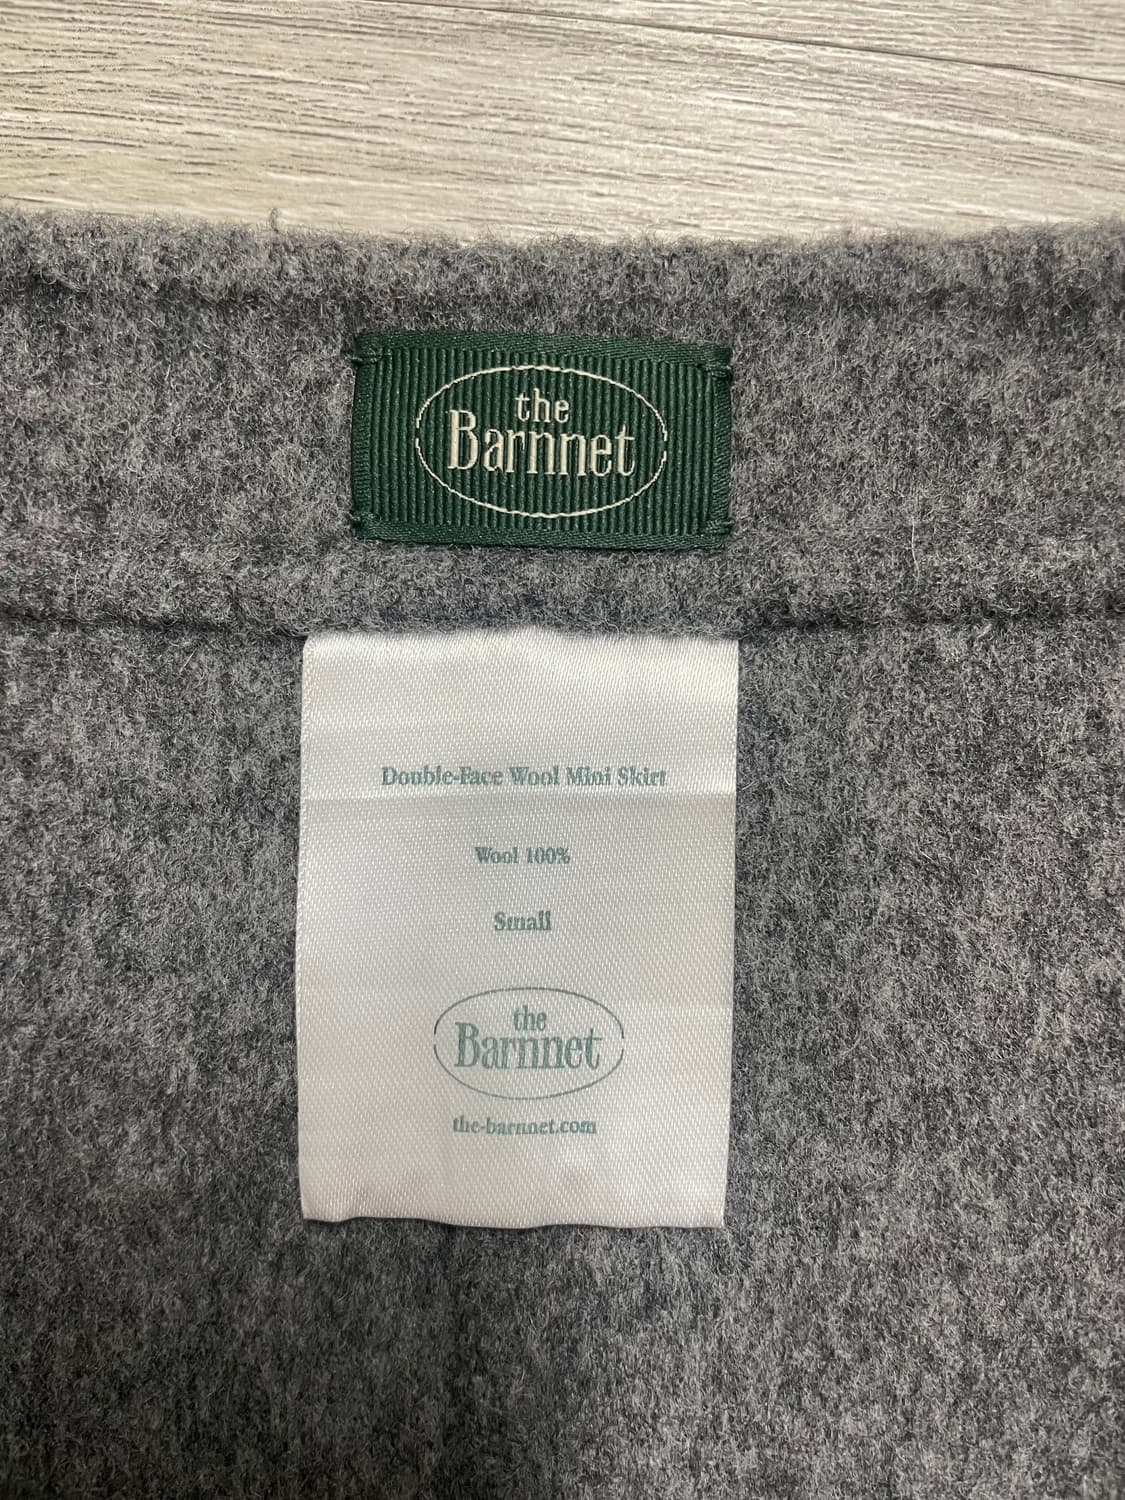 the
Barnnet
Double-Face Wool Mini Skirt
Wool 100%
Small
the
Barnnet
the-barnnet.com